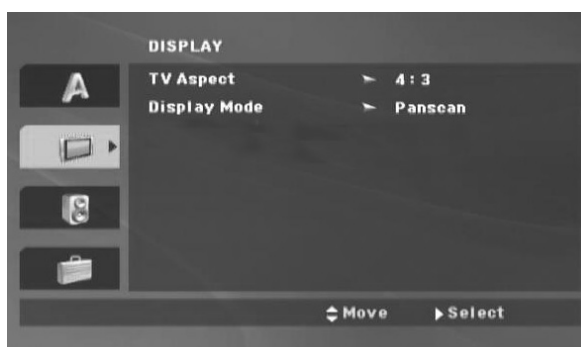 DISPLAY
A
TV Aspect 4:3
Display Mode Panscan
Move Select